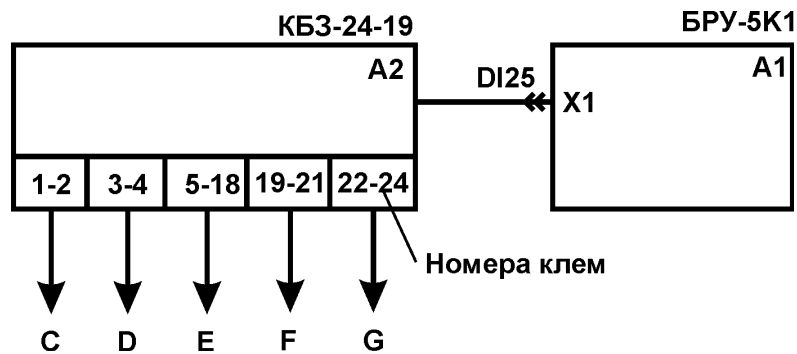 КБЗ-24-19
БРУ-5К1
A2
DI25
X1
A1
1-2 3-4 5-18 19-21 22-24
Номера клем
C D E F G